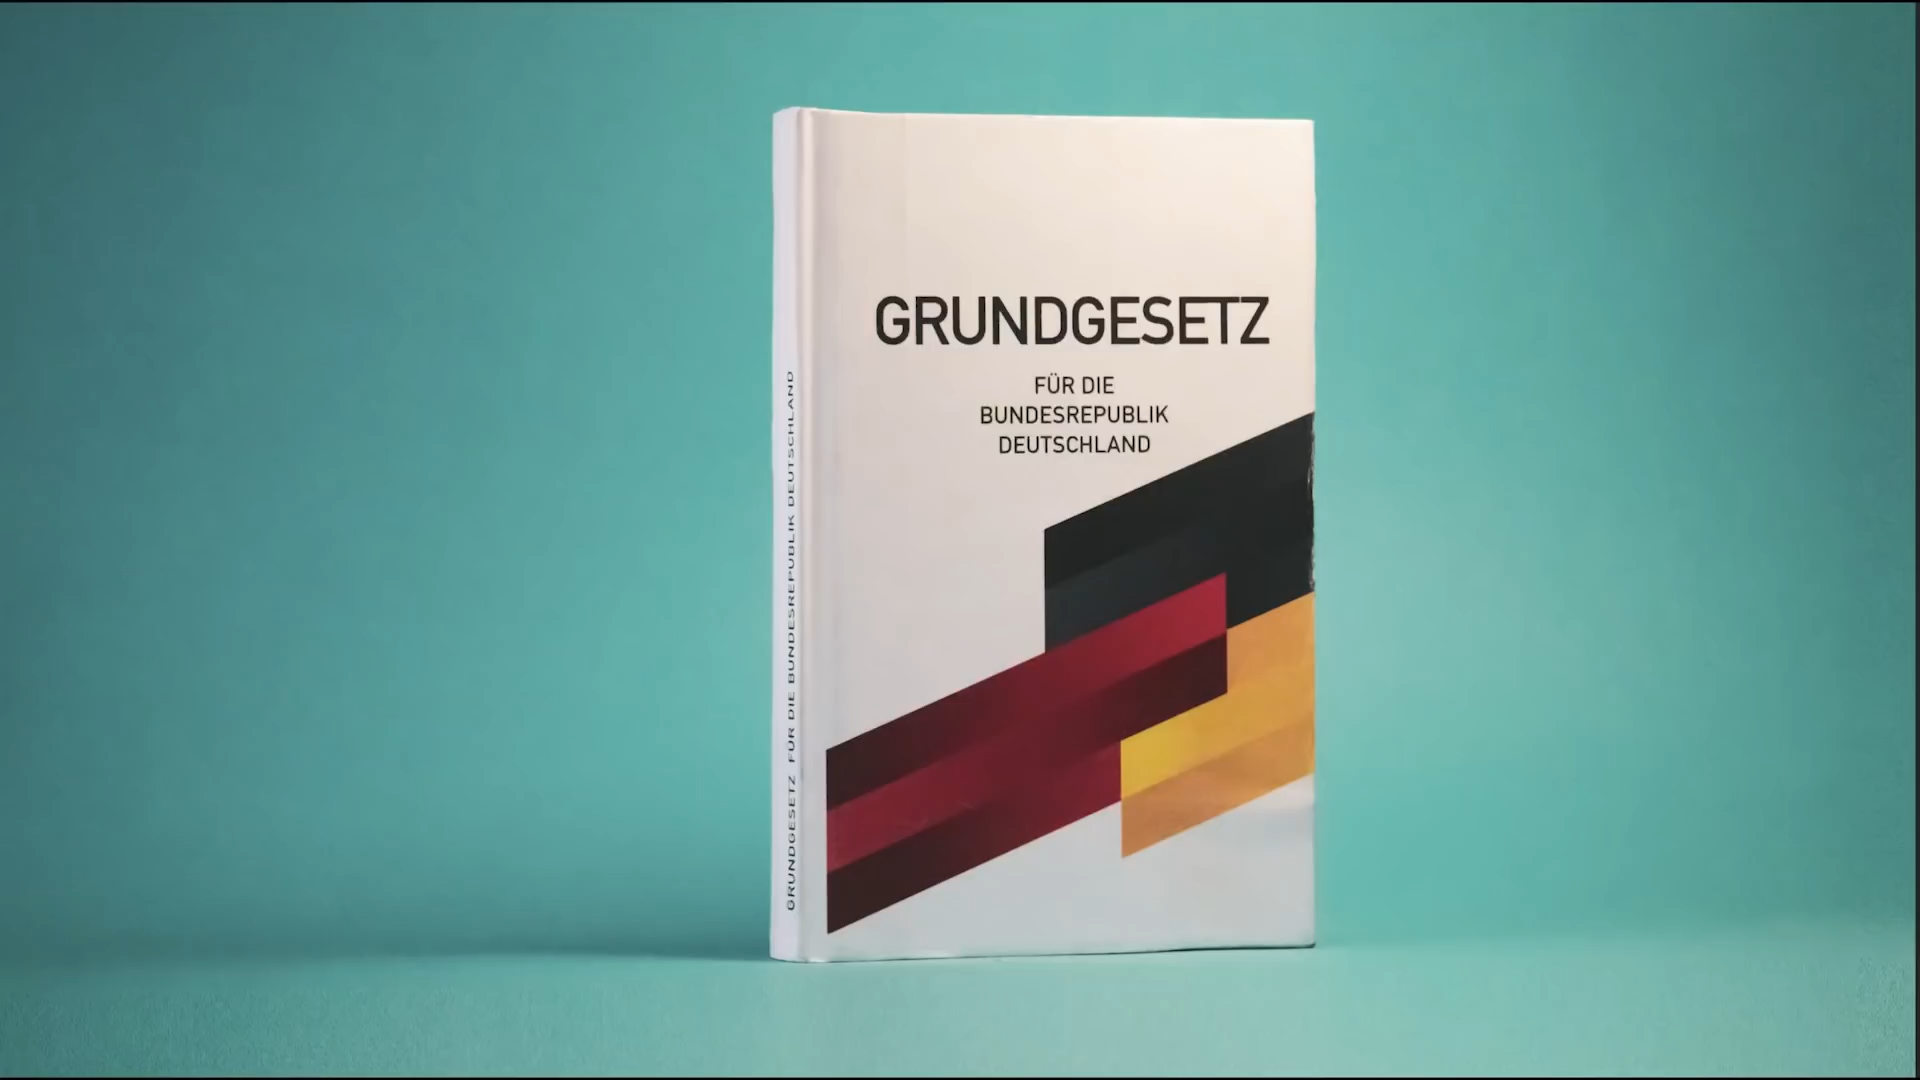 GRUNDGESETZ
FÜR DIE
BUNDESREPUBLIK
DEUTSCHLAND
GRUNDGESETZ FÜR DIE BUNDESREPUBLIK DEUTSCHLAND